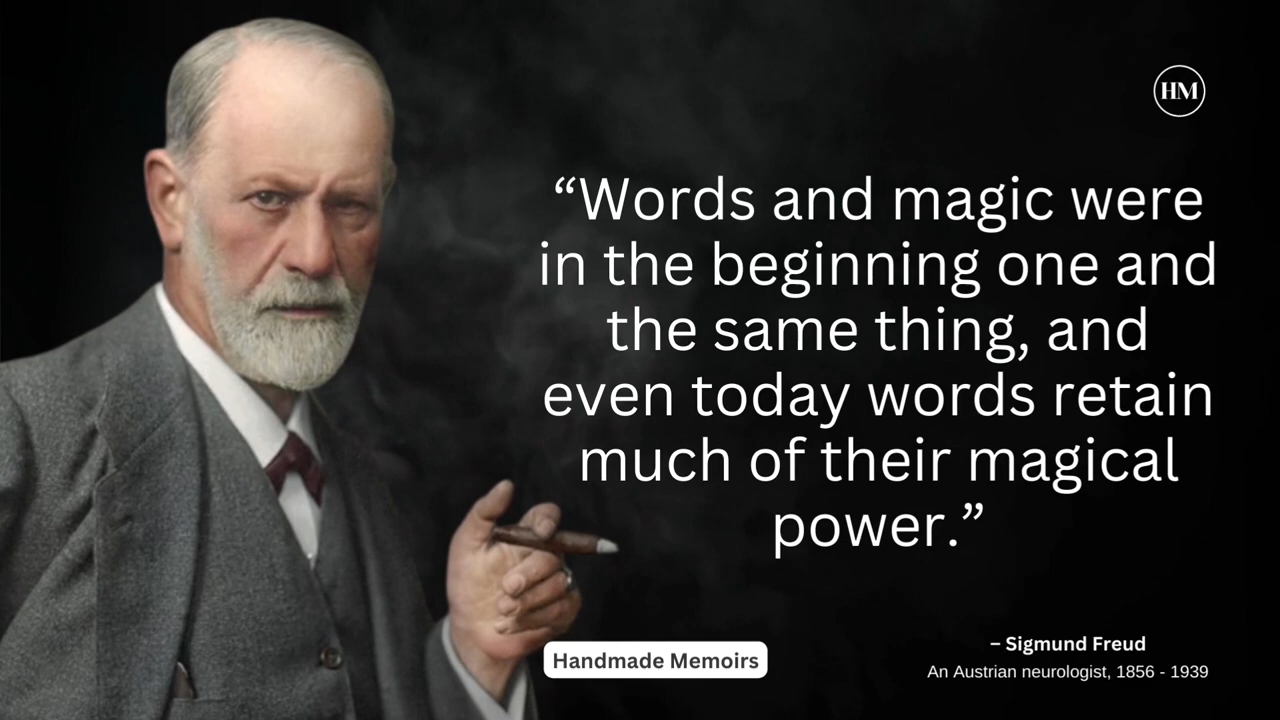 HM
“Words and magic were
in the beginning one and
the same thing, and
even today words retain
much of their magical
power.”
– Sigmund Freud
An Austrian neurologist, 1856 - 1939
Handmade Memoirs